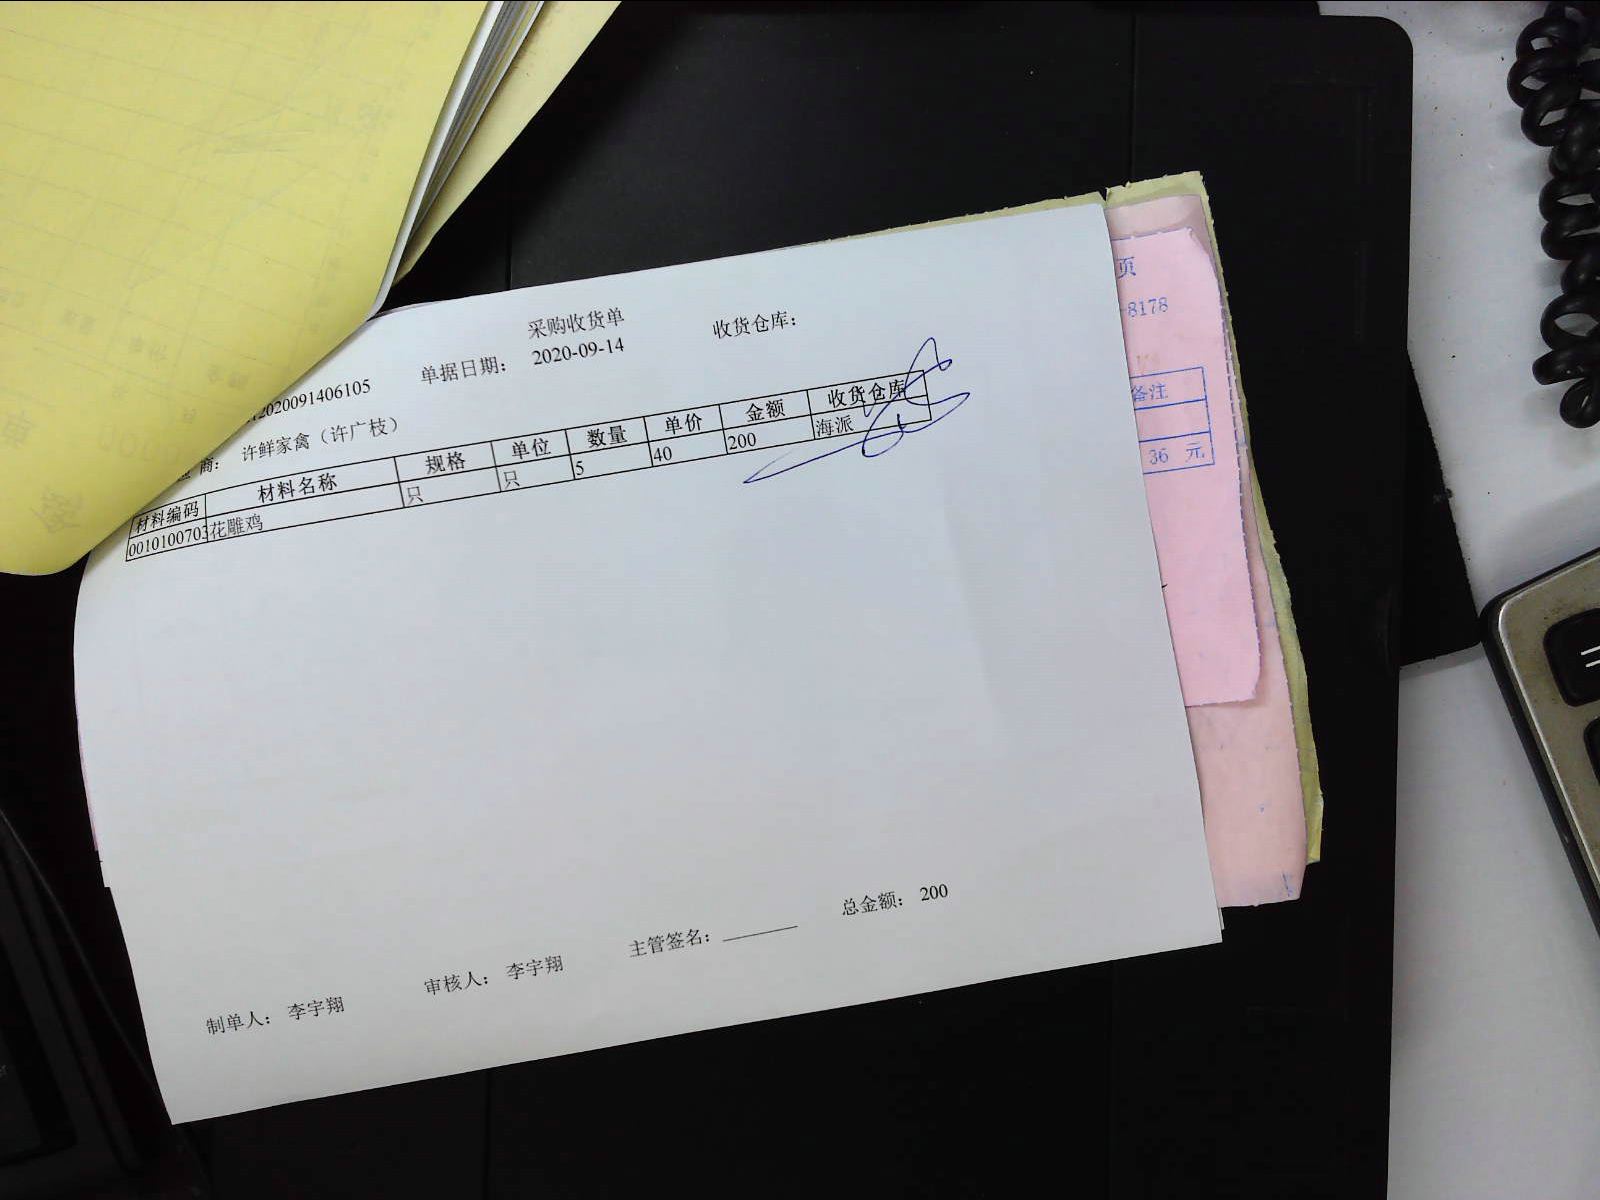 采购收货单
2020091406105 单据日期： 2020-09-14 收货仓库：
商： 许鲜家禽（许广枝）
材料编码 材料名称 规格 单位 数量 单价 金额 收货仓库
0010100703 花雕鸡 只 只 5 40 200 海派
制单人： 李宇翔 审核人： 李宇翔 主管签名： 总金额： 200
页
-8178
备注
36 元